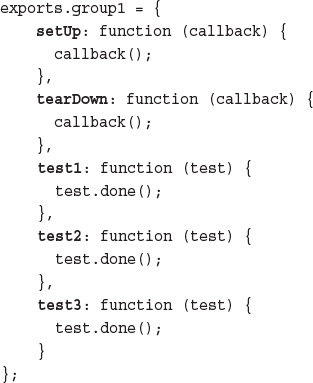 exports.group1 = {
    setUp: function (callback) {
      callback();
    },
    tearDown: function (callback) {
      callback();
    },
    test1: function (test) {
      test.done();
    },
    test2: function (test) {
      test.done();
    },
    test3: function (test) {
      test.done();
    }
};